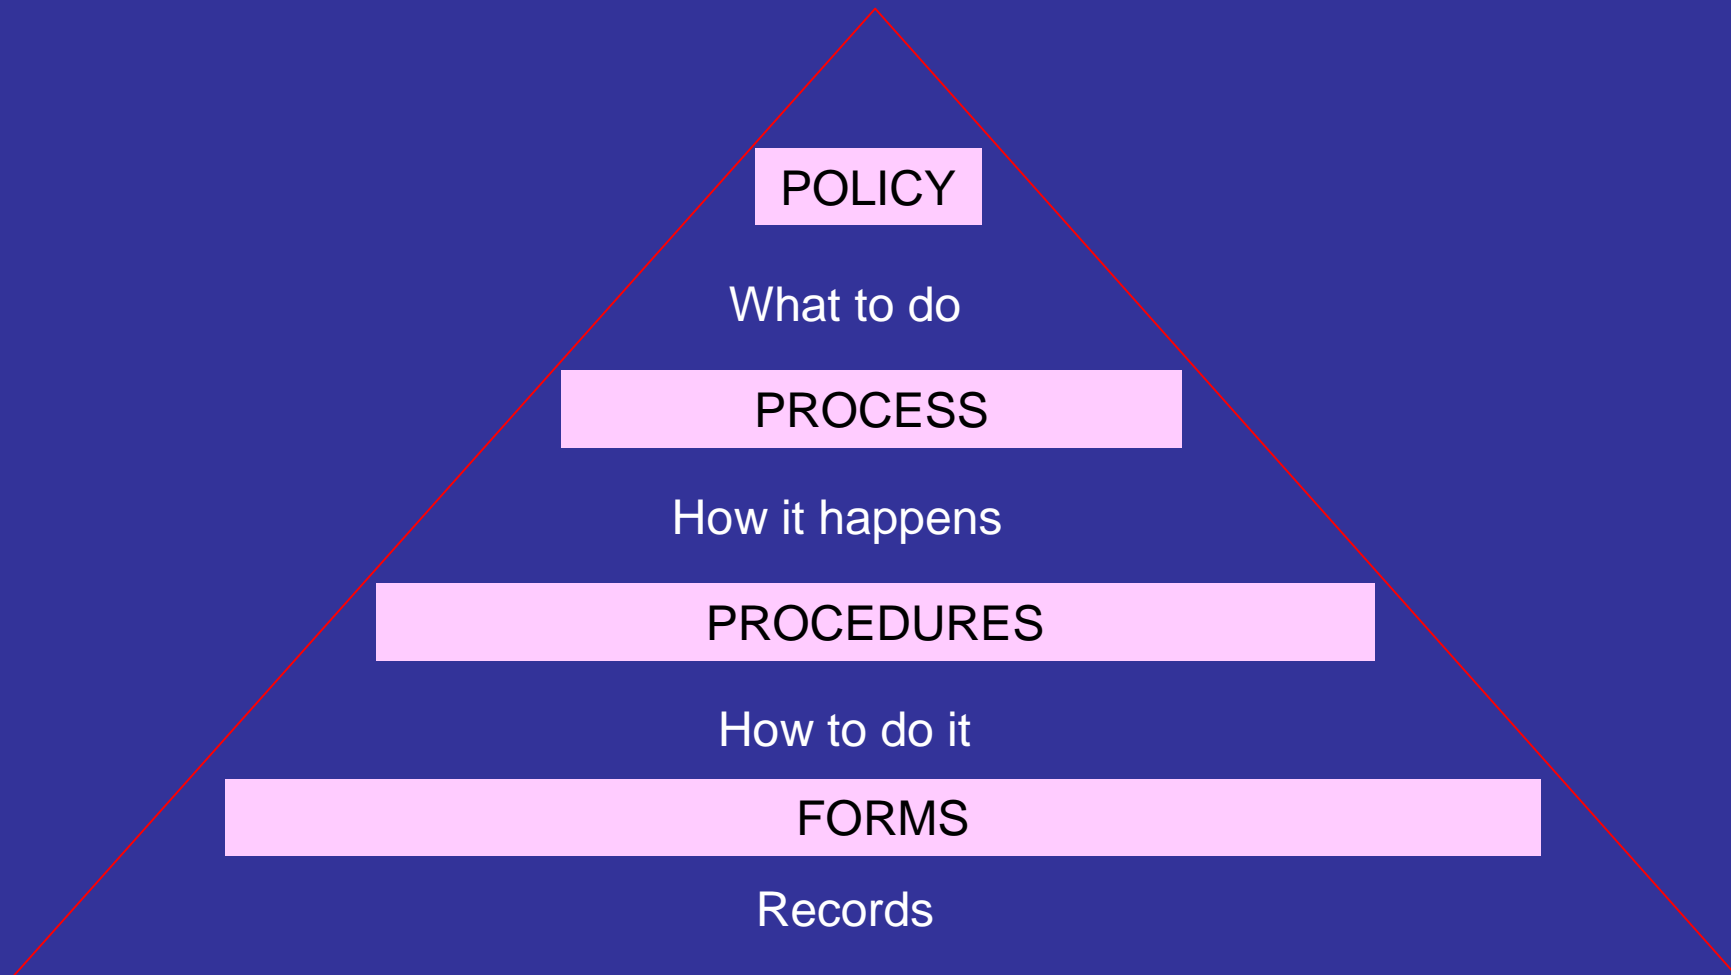 POLICY
What to do
PROCESS
How it happens
PROCEDURES
How to do it
FORMS
Records